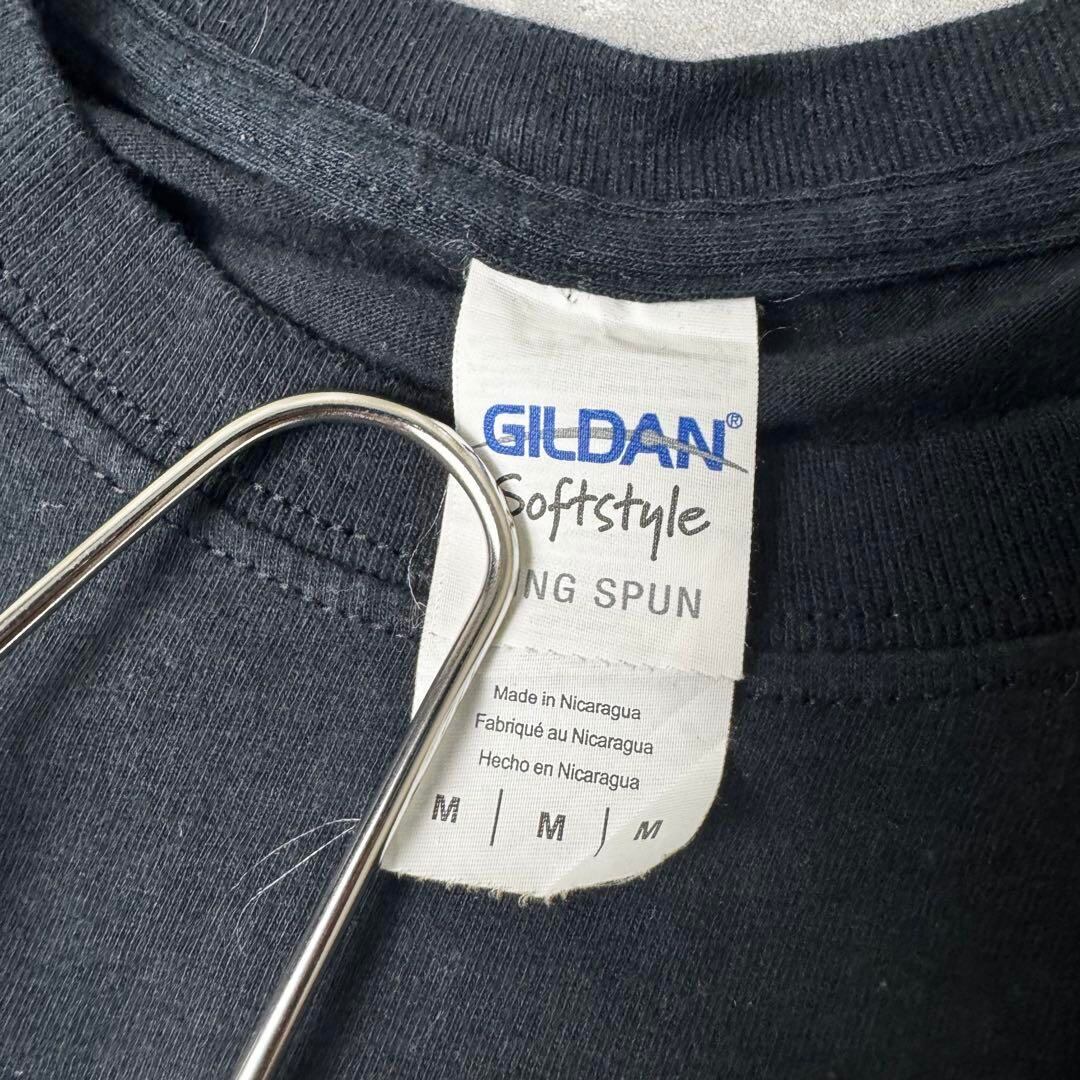 GILDAN®
Softstyle
NG SPUN
Made in Nicaragua
Fabriqué au Nicaragua
Hecho en Nicaragua
M | M | M